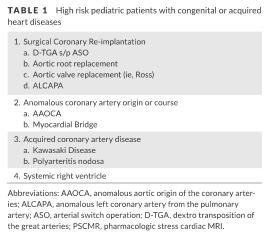 TABLE 1 High risk pediatric patients with congenital or acquired
heart diseases
1. Surgical Coronary Re-implantation
a. D-TGA s/p ASO
b. Aortic root replacement
c. Aortic valve replacement (ie, Ross)
d. ALCAPA
2. Anomalous coronary artery origin or course
a. AAOCA
b. Myocardial Bridge
3. Acquired coronary artery disease
a. Kawasaki Disease
b. Polyarteritis nodosa
4. Systemic right ventricle
Abbreviations: AAOCA, anomalous aortic origin of the coronary arter-
ies; ALCAPA, anomalous left coronary artery from the pulmonary
artery; ASO, arterial switch operation; D-TGA, dextro transposition of
the great arteries; PSCMR, pharmacologic stress cardiac MRI.